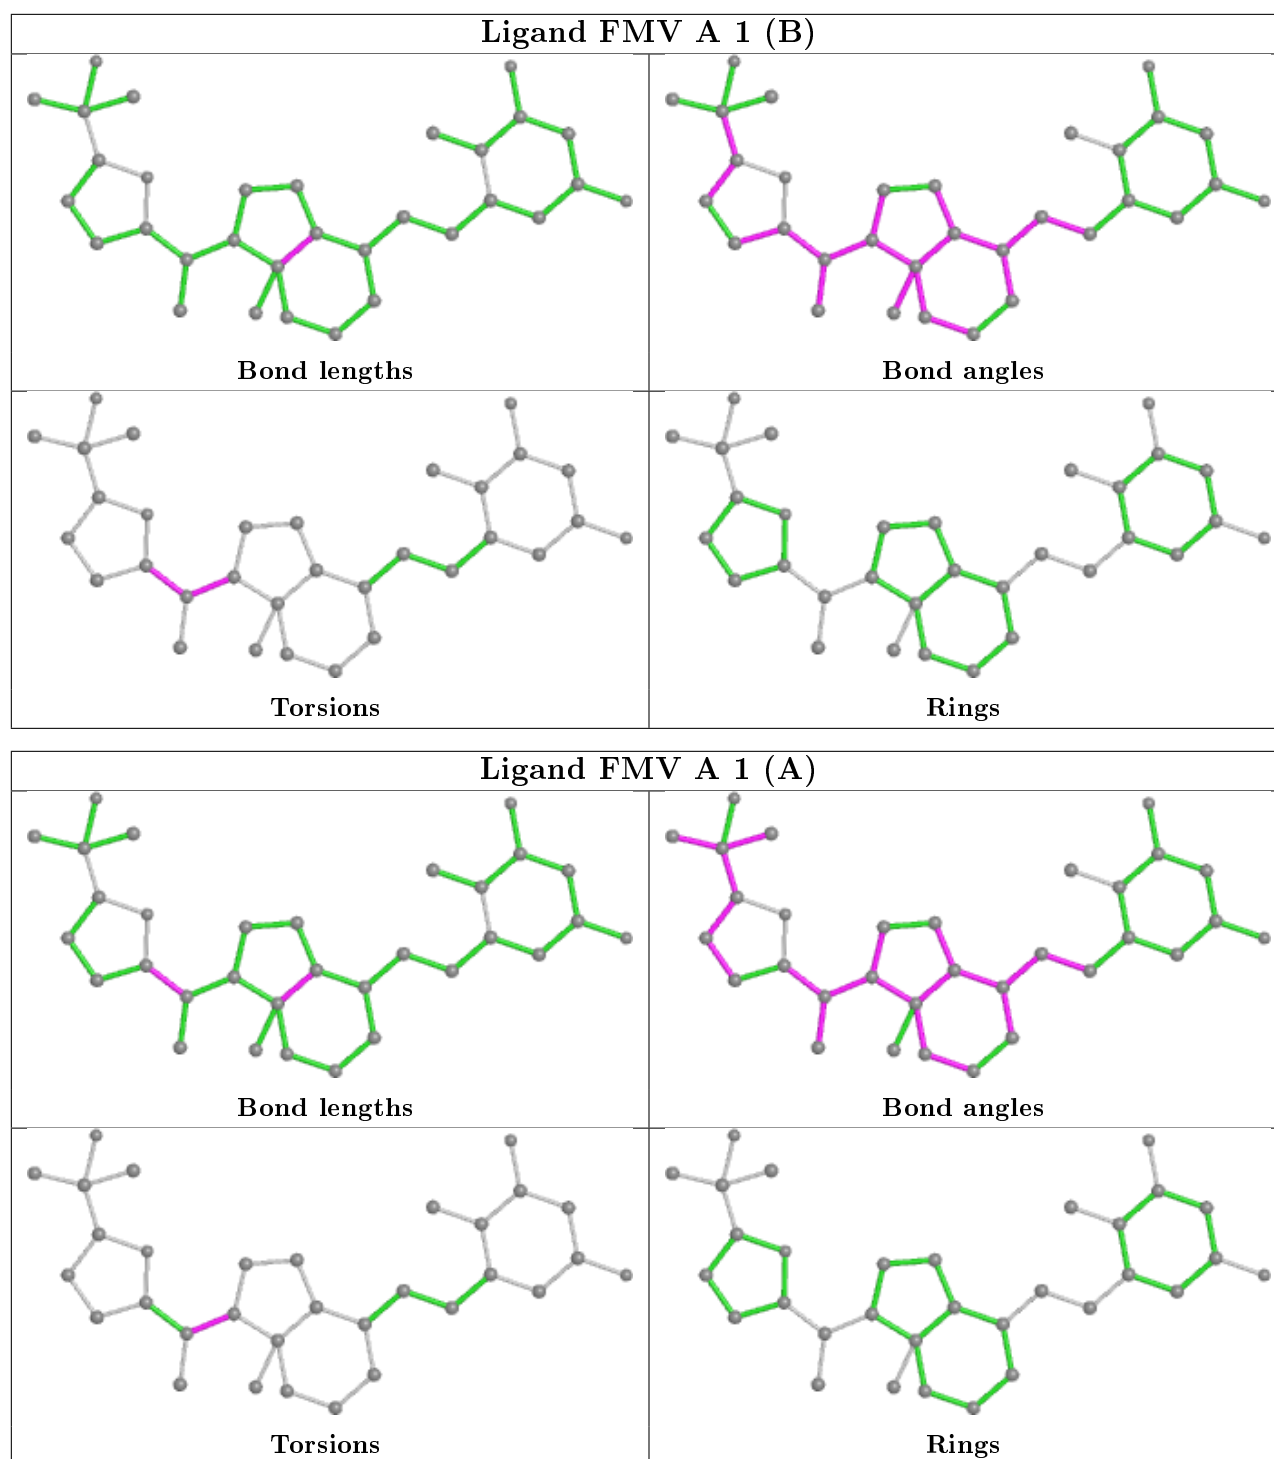 Ligand FMV A 1 (B)
Bond lengths
Bond angles
Torsions
Rings
Ligand FMV A 1 (A)
Bond lengths
Bond angles
Torsions
Rings